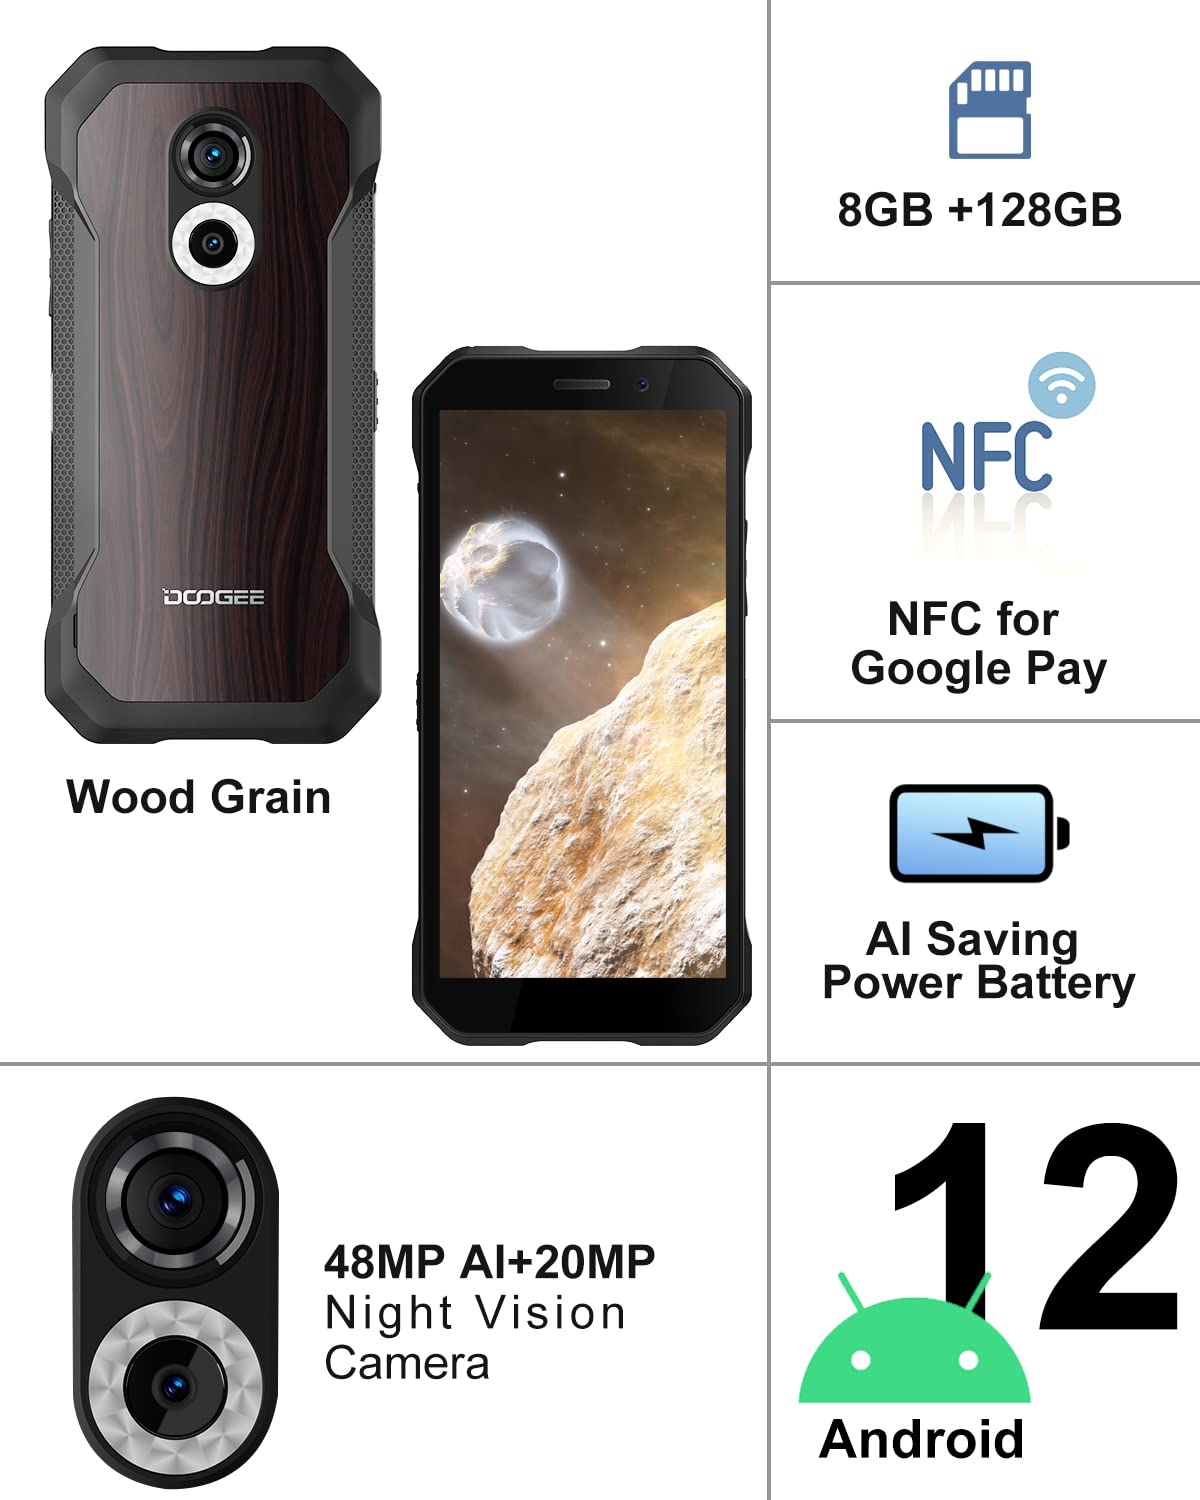 DOOGEE
Wood Grain
8GB +128GB
NFC
NFC for
Google Pay
AI Saving
Power Battery
48MP AI+20MP
Night Vision
Camera
12
Android